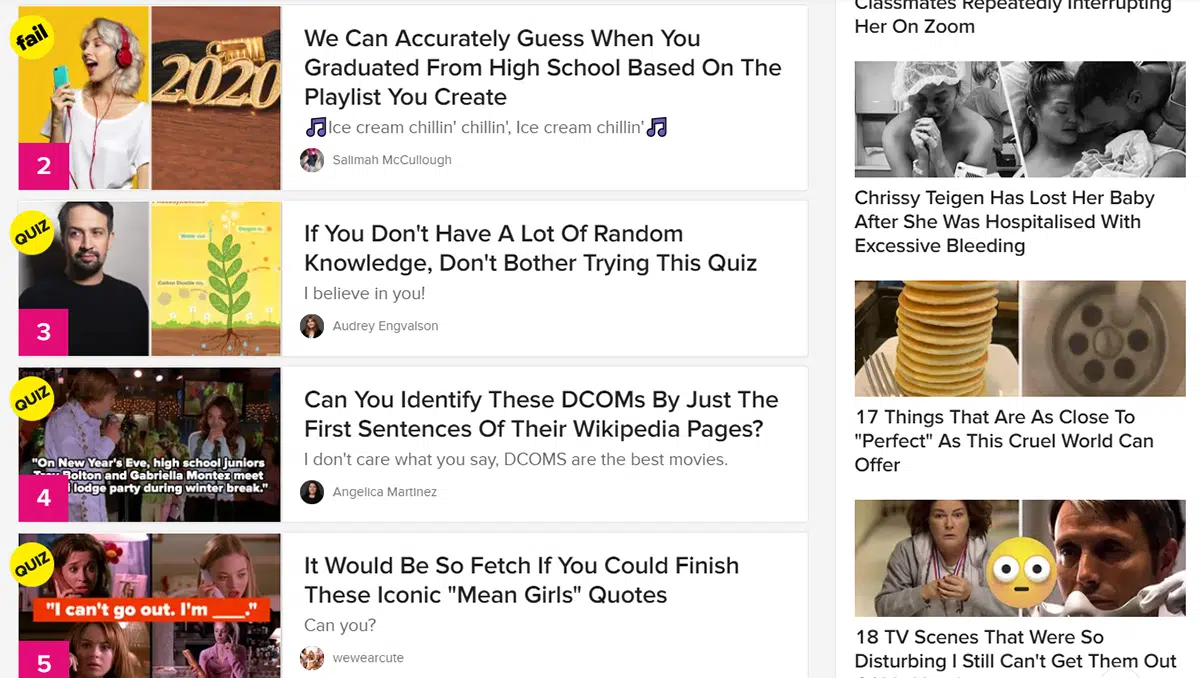 fail
2020
2
We Can Accurately Guess When You
Graduated From High School Based On The
Playlist You Create
🎵Ice cream chillin' chillin', Ice cream chillin'🎵
Salimah McCullough
QUIZ
3
If You Don't Have A Lot Of Random
Knowledge, Don't Bother Trying This Quiz
I believe in you!
Audrey Engvalson
QUIZ
"On New Year's Eve, high school juniors
Bolton and Gabriella Montez meet
lodge party during winter break."
4
Can You Identify These DCOMs By Just The
First Sentences Of Their Wikipedia Pages?
I don't care what you say, DCOMS are the best movies.
Angelica Martinez
QUIZ
"I can't go out. I'm ____."
5
It Would Be So Fetch If You Could Finish
These Iconic "Mean Girls" Quotes
Can you?
wewearcute
Classmates Repeatedly Interrupting
Her On Zoom
Chrissy Teigen Has Lost Her Baby
After She Was Hospitalised With
Excessive Bleeding
17 Things That Are As Close To
"Perfect" As This Cruel World Can
Offer
18 TV Scenes That Were So
Disturbing I Still Can't Get Them Out